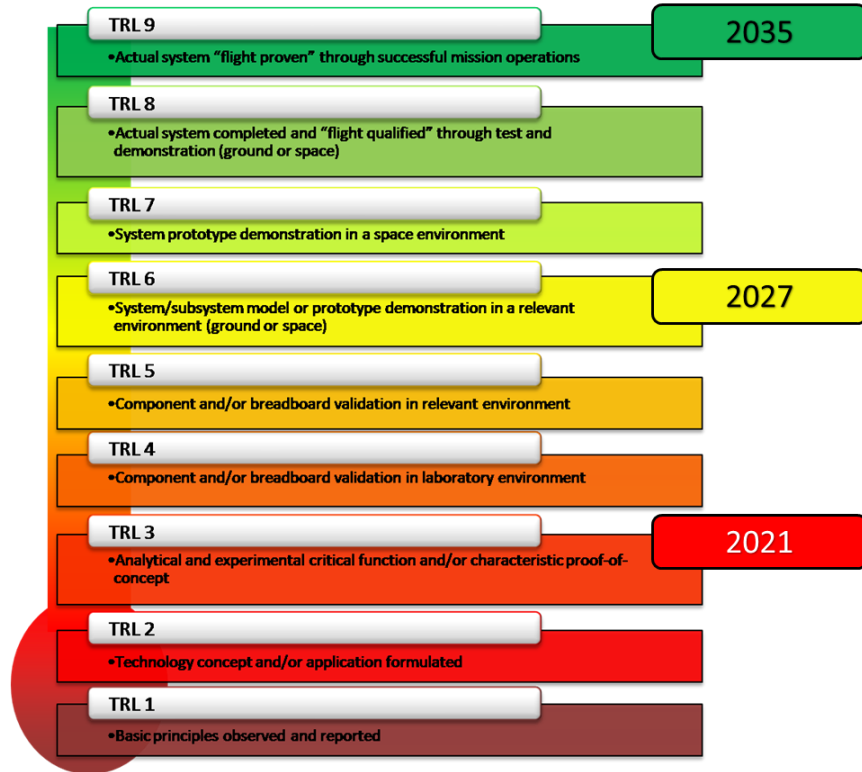 TRL 9
2035
•Actual system “flight proven” through successful mission operations
TRL 8
•Actual system completed and “flight qualified” through test and
demonstration (ground or space)
TRL 7
•System prototype demonstration in a space environment
TRL 6
2027
•System/subsystem model or prototype demonstration in a relevant
environment (ground or space)
TRL 5
•Component and/or breadboard validation in relevant environment
TRL 4
•Component and/or breadboard validation in laboratory environment
TRL 3
2021
•Analytical and experimental critical function and/or characteristic proof-of-
concept
TRL 2
•Technology concept and/or application formulated
TRL 1
•Basic principles observed and reported